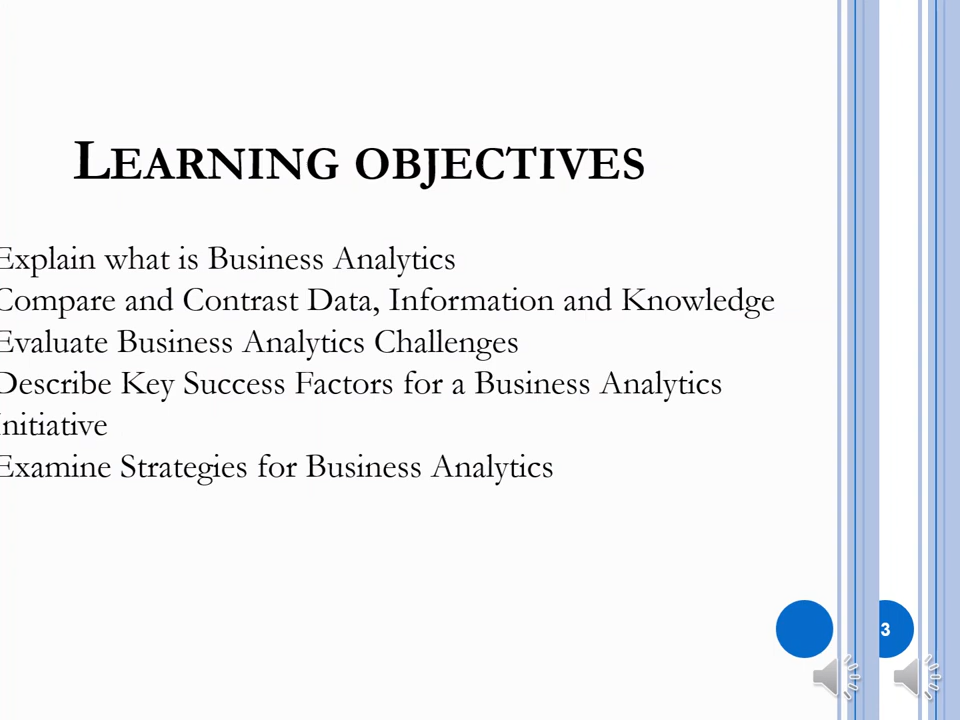 LEARNING OBJECTIVES
Explain what is Business Analytics
Compare and Contrast Data, Information and Knowledge
Evaluate Business Analytics Challenges
Describe Key Success Factors for a Business Analytics
Initiative
Examine Strategies for Business Analytics
3